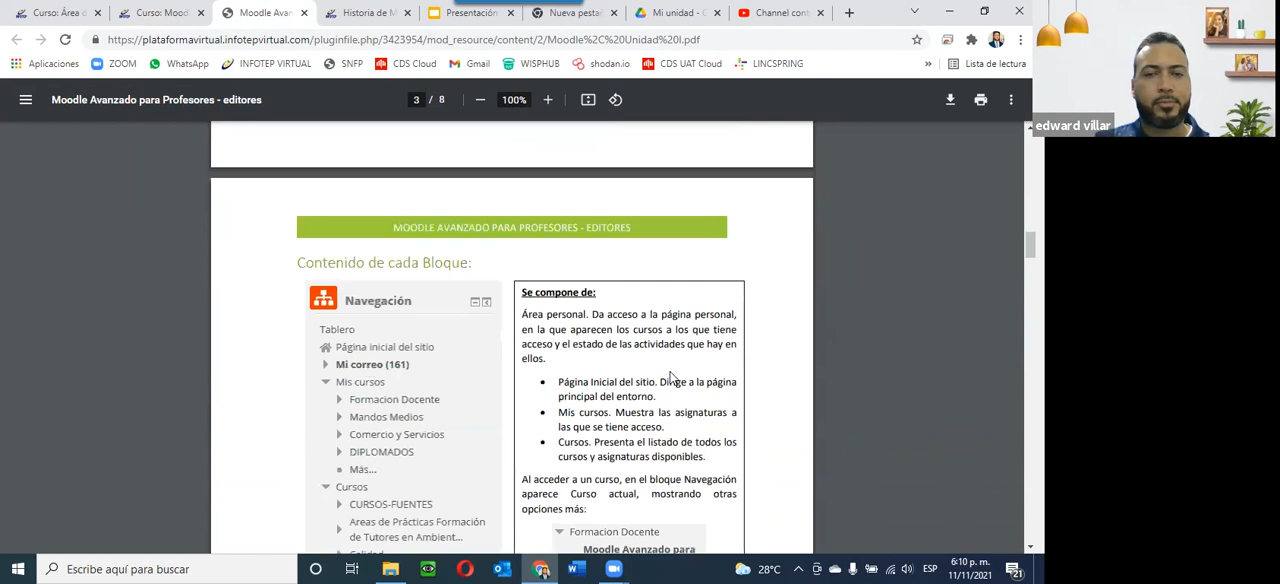 Curso: Área d
Curso: Mood
Moodle Avan
Historia de M
Presentación
Nueva pesta
Mi unidad - G
Channel cont
https://plataformavirtual.infotepvirtual.com/pluginfile.php/3423954/mod_resource/content/2/Moodle%2C%20Unidad%20I.pdf
Aplicaciones ZOOM WhatsApp INFOTEP VIRTUAL SNFP CDS Cloud Gmail WISPHUB shodan.io CDS UAT Cloud LINCSPRING » Lista de lectura
Moodle Avanzado para Profesores - editores 3 / 8 100%
edward villar
MOODLE AVANZADO PARA PROFESORES - EDITORES
Contenido de cada Bloque:
Navegación
Tablero
Página inicial del sitio
Mi correo (161)
Mis cursos
Formacion Docente
Mandos Medios
Comercio y Servicios
DIPLOMADOS
Más...
Cursos
CURSOS-FUENTES
Areas de Prácticas Formación
de Tutores en Ambient...
Calidad
Se compone de:
Área personal. Da acceso a la página personal,
en la que aparecen los cursos a los que tiene
acceso y el estado de las actividades que hay en
ellos.
• Página Inicial del sitio. Dirige a la página
principal del entorno.
• Mis cursos. Muestra las asignaturas a
las que se tiene acceso.
• Cursos. Presenta el listado de todos los
cursos y asignaturas disponibles.
Al acceder a un curso, en el bloque Navegación
aparece Curso actual, mostrando otras
opciones más:
Formacion Docente
Moodle Avanzado para
Escribe aquí para buscar
28°C
ESP
6:10 p. m.
11/11/2021
21